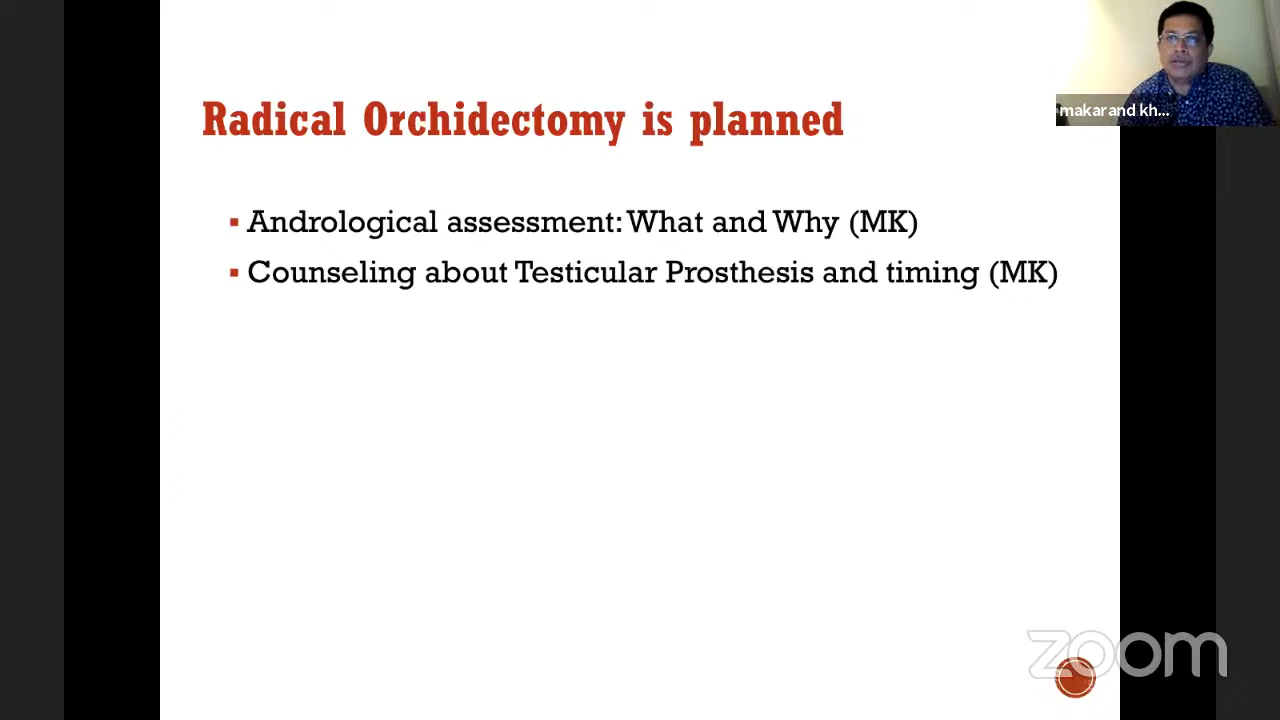 Radical Orchidectomy is planned
makarand kh...
▪ Andrological assessment: What and Why (MK)
▪ Counseling about Testicular Prosthesis and timing (MK)
zoom